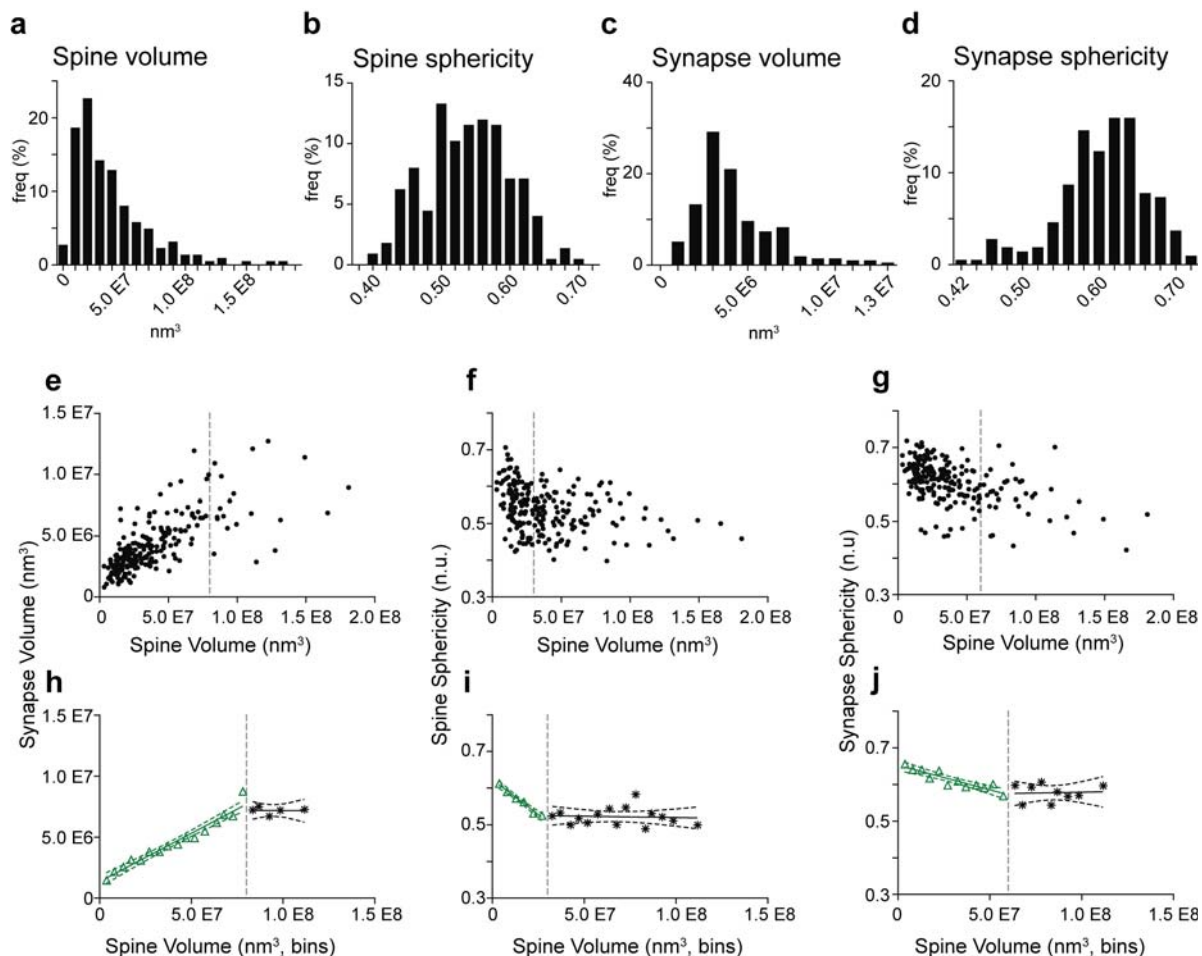 a
Spine volume
freq (%)
20
10
0
0
5.0 E7
1.0 E8
1.5 E8
nm³
b
Spine sphericity
freq (%)
15
10
5
0
0.40
0.50
0.60
0.70
c
Synapse volume
freq (%)
40
20
0
0
5.0 E6
1.0 E7
1.3 E7
nm³
d
Synapse sphericity
freq (%)
20
10
0
0.42
0.50
0.60
0.70
e
Synapse Volume (nm³)
1.5 E7
1.0 E7
5.0 E6
0
0
5.0 E7
1.0 E8
1.5 E8
2.0 E8
Spine Volume (nm³)
f
Spine Sphericity (n.u.)
0.7
0.5
0.3
0
5.0 E7
1.0 E8
1.5 E8
2.0 E8
Spine Volume (nm³)
g
Synapse Sphericity (n.u)
0.7
0.5
0.3
0
5.0 E7
1.0 E8
1.5 E8
2.0 E8
Spine Volume (nm³)
h
1.5 E7
1.0 E7
5.0 E6
0
0
5.0 E7
1.0 E8
1.5 E8
Spine Volume (nm³, bins)
i
0.7
0.5
0.3
0
5.0 E7
1.0 E8
1.5 E8
Spine Volume (nm³, bins)
j
0.7
0.5
0.3
0
5.0 E7
1.0 E8
1.5 E8
Spine Volume (nm³, bins)